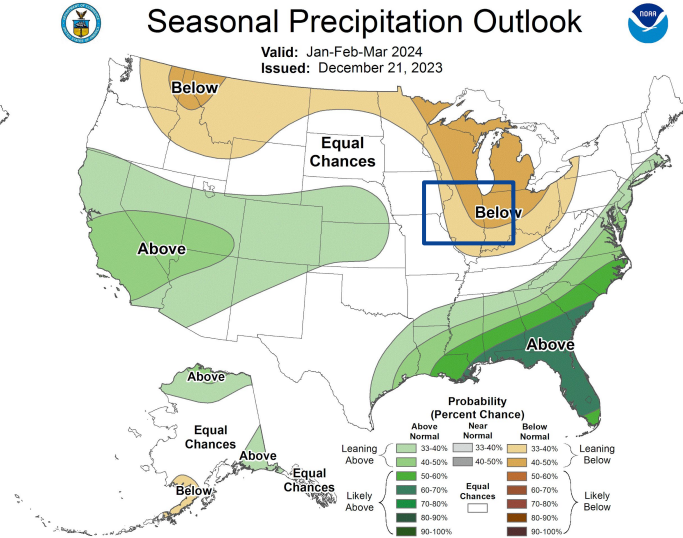 Seasonal Precipitation Outlook
NOAA
Valid: Jan-Feb-Mar 2024
Issued: December 21, 2023
Below
Equal
Chances
Below
Above
Above
Above
Equal
Chances
Above
Below
Equal
Chances
Probability
(Percent Chance)
Above
Normal
Near
Normal
Below
Normal
Leaning
Above
33-40%
40-50%
33-40%
40-50%
33-40%
40-50%
Leaning
Below
Likely
Above
50-60%
60-70%
70-80%
80-90%
90-100%
Equal
Chances
50-60%
60-70%
70-80%
80-90%
90-100%
Likely
Below